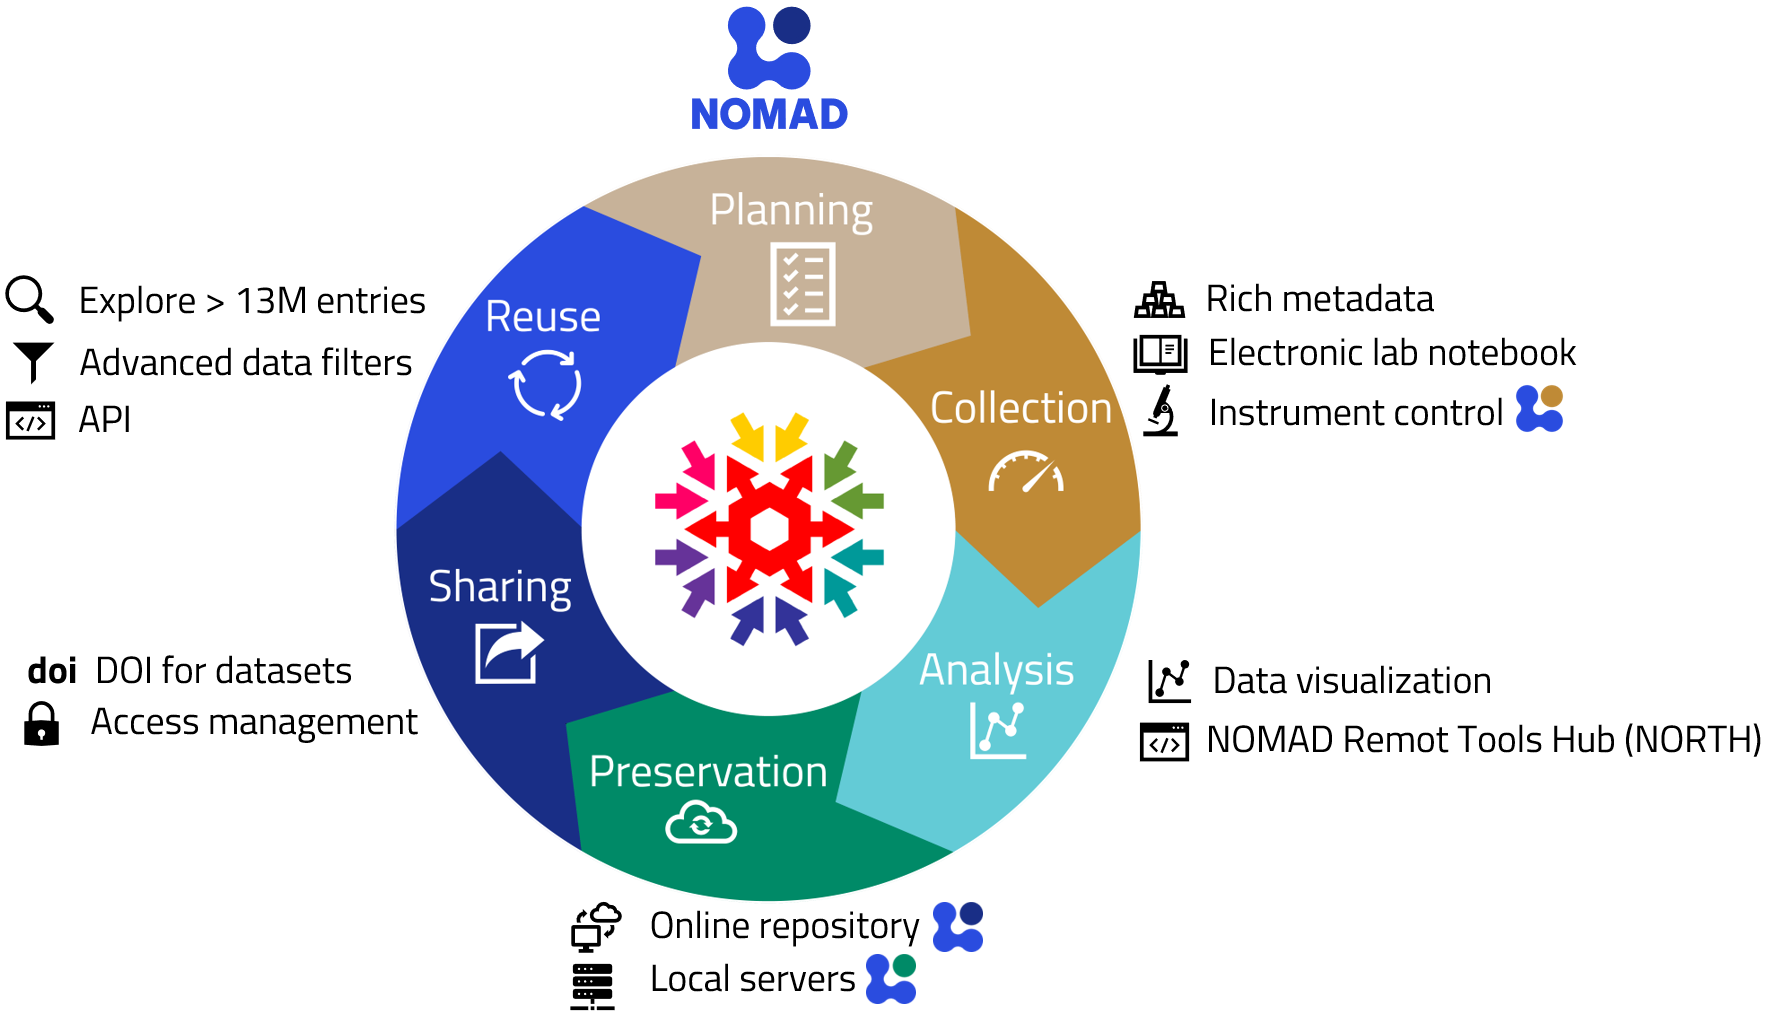 NOMAD
Planning
Reuse
Collection
Sharing
Analysis
Preservation
Explore > 13M entries
Advanced data filters
API
Rich metadata
Electronic lab notebook
Instrument control
doi DOI for datasets
Access management
Data visualization
NOMAD Remot Tools Hub (NORTH)
Online repository
Local servers